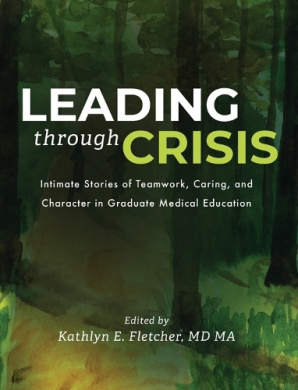 LEADING
through CRISIS
Intimate Stories of Teamwork, Caring, and
Character in Graduate Medical Education
Edited by
Kathlyn E. Fletcher, MD MA